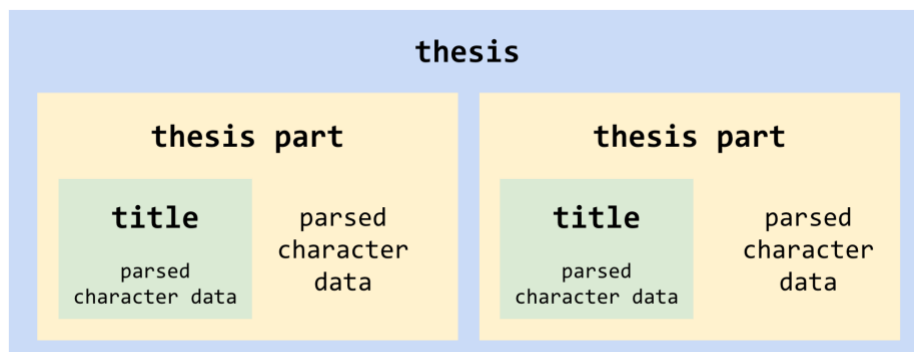 thesis
thesis part
title
parsed
character data
parsed
character
data
thesis part
title
parsed
character data
parsed
character
data